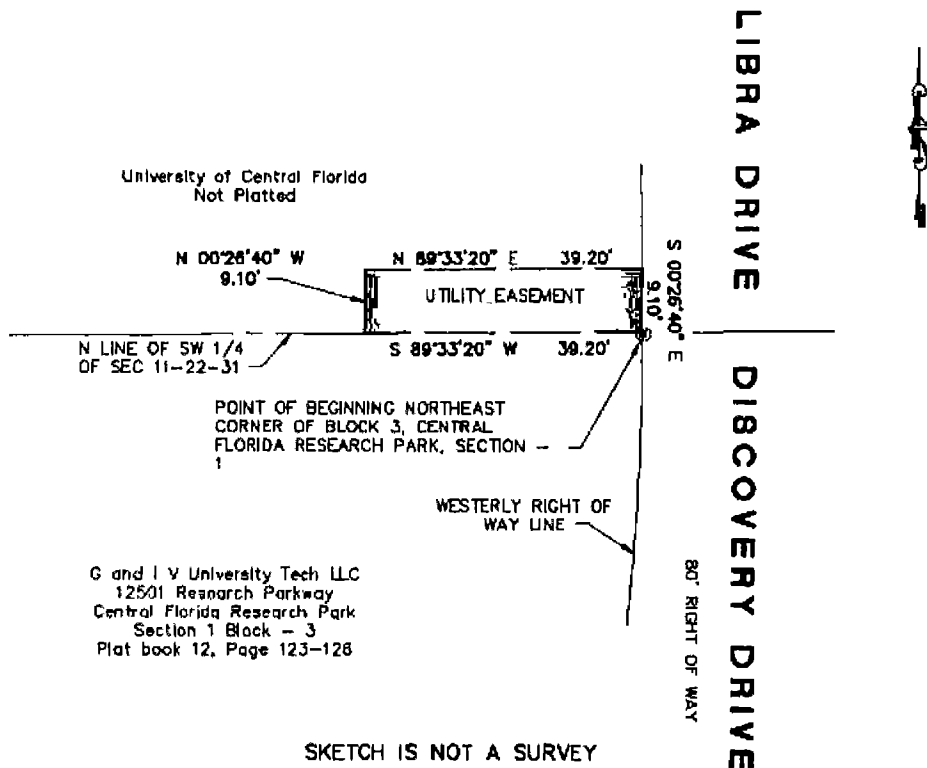 LIBRA DRIVE
University of Central Florida
Not Platted
N 00°26'40" W
9.10'
N 89°33'20" E 39.20'
S 00°26'40" E
9.10'
UTILITY EASEMENT
N LINE OF SW 1/4
OF SEC 11-22-31
S 89°33'20" W 39.20'
POINT OF BEGINNING NORTHEAST
CORNER OF BLOCK 3, CENTRAL
FLORIDA RESEARCH PARK, SECTION -
1
DISCOVERY DRIVE
WESTERLY RIGHT OF
WAY LINE
80' RIGHT OF WAY
G and I V University Tech LLC
12501 Research Parkway
Central Florida Research Park
Section 1 Block - 3
Plat book 12, Page 123-128
SKETCH IS NOT A SURVEY